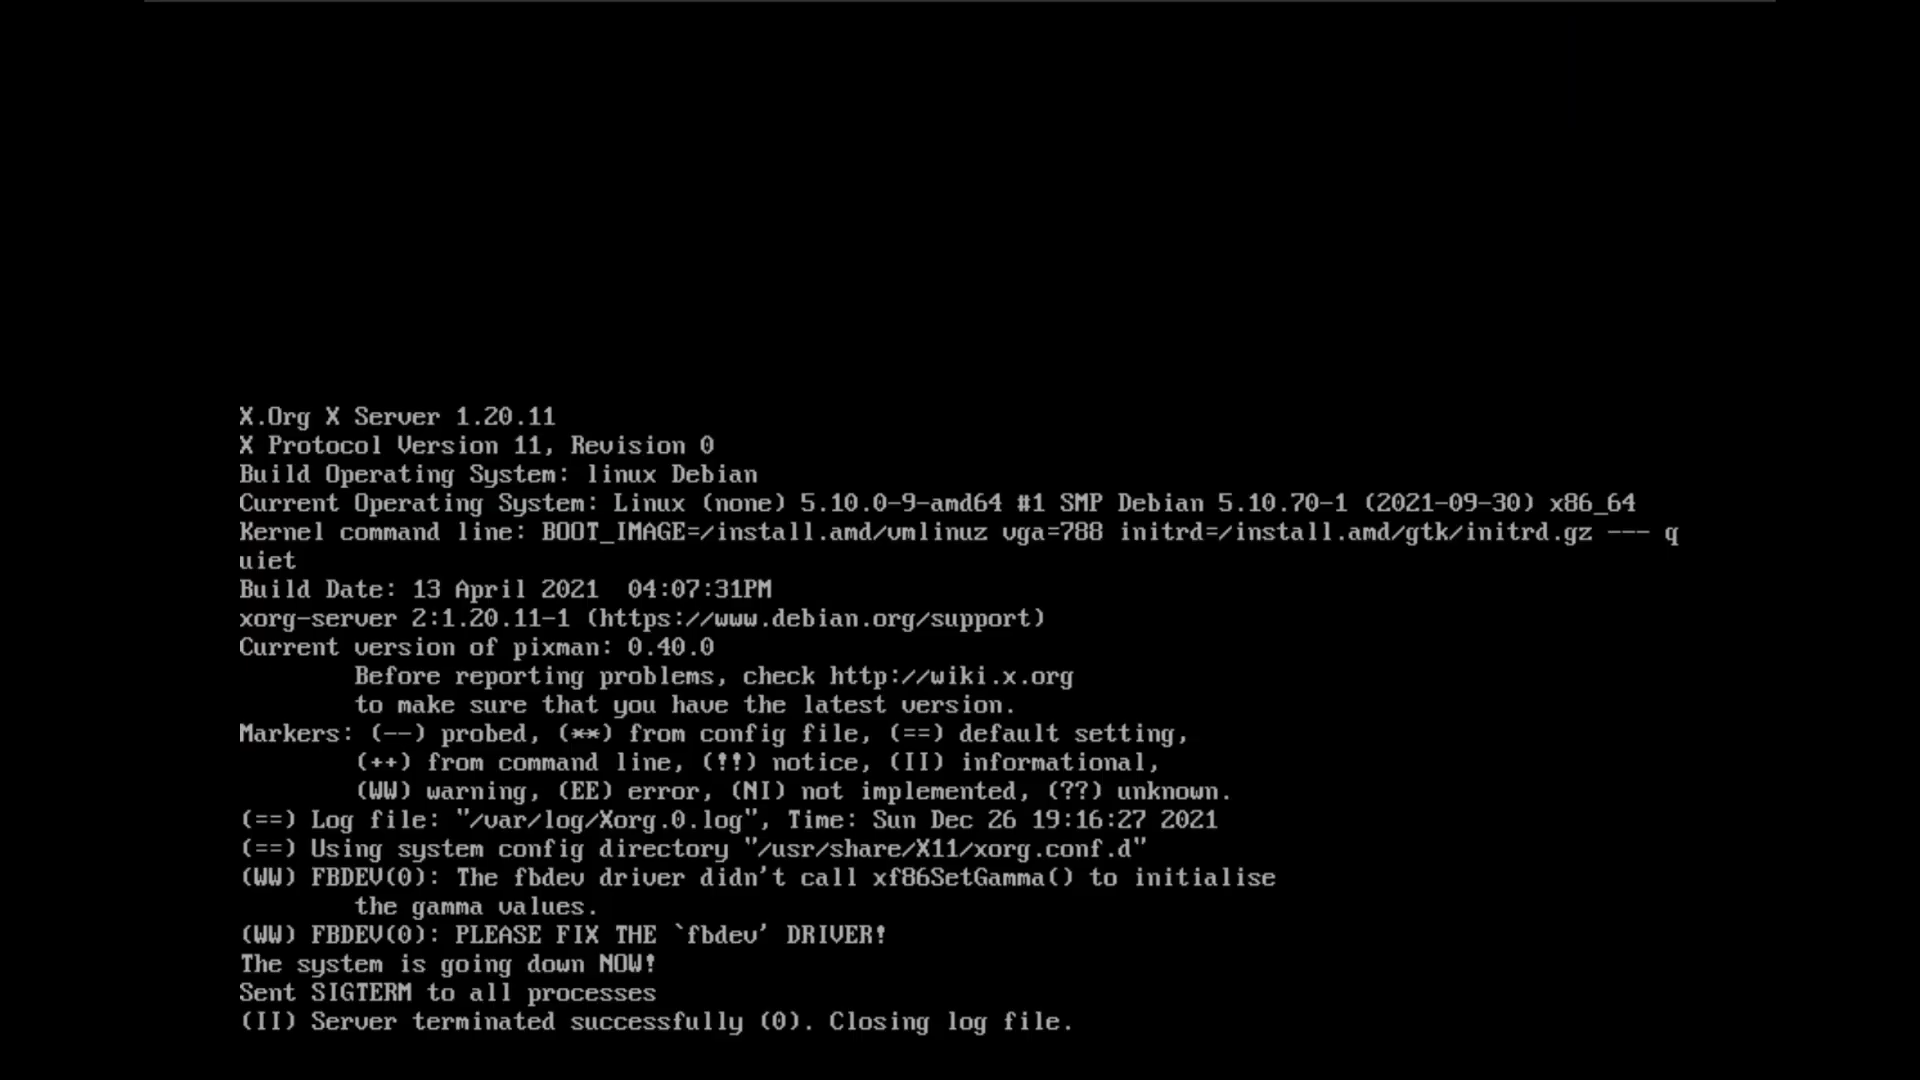 X.Org X Server 1.20.11
X Protocol Version 11, Revision 0
Build Operating System: linux Debian
Current Operating System: Linux (none) 5.10.0-9-amd64 #1 SMP Debian 5.10.70-1 (2021-09-30) x86_64
Kernel command line: BOOT_IMAGE=/install.amd/vmlinuz vga=788 initrd=/install.amd/gtk/initrd.gz --- q
uiet
Build Date: 13 April 2021  04:07:31PM
xorg-server 2:1.20.11-1 (https://www.debian.org/support)
Current version of pixman: 0.40.0
        Before reporting problems, check http://wiki.x.org
        to make sure that you have the latest version.
Markers: (--) probed, (**) from config file, (==) default setting,
        (++) from command line, (!!) notice, (II) informational,
        (WW) warning, (EE) error, (NI) not implemented, (??) unknown.
(==) Log file: "/var/log/Xorg.0.log", Time: Sun Dec 26 19:16:27 2021
(==) Using system config directory "/usr/share/X11/xorg.conf.d"
(WW) FBDEV(0): The fbdev driver didn't call xf86SetGamma() to initialise
        the gamma values.
(WW) FBDEV(0): PLEASE FIX THE `fbdev' DRIVER!
The system is going down NOW!
Sent SIGTERM to all processes
(II) Server terminated successfully (0). Closing log file.